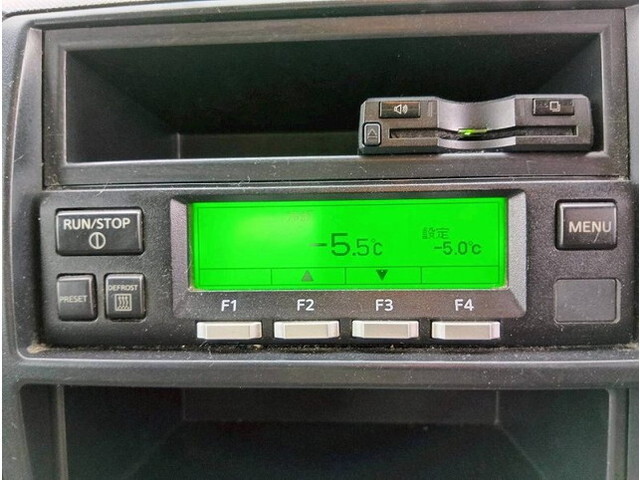 RUN/STOP
設定
-5.5℃
-5.0℃
MENU
PRESET
DEFROST
F1
F2
F3
F4